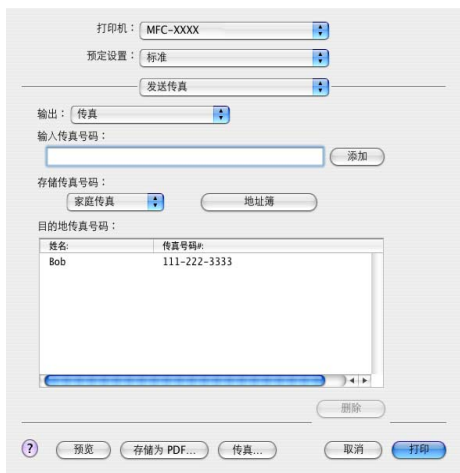 打印机： MFC-XXXX
预定设置： 标准
发送传真
输出： 传真
输入传真号码：
添加
存储传真号码：
家庭传真 地址薄
目的地传真号码：
姓名: 传真号码#:
Bob 111-222-3333
删除
? 预览 存储为 PDF... 传真... 取消 打印